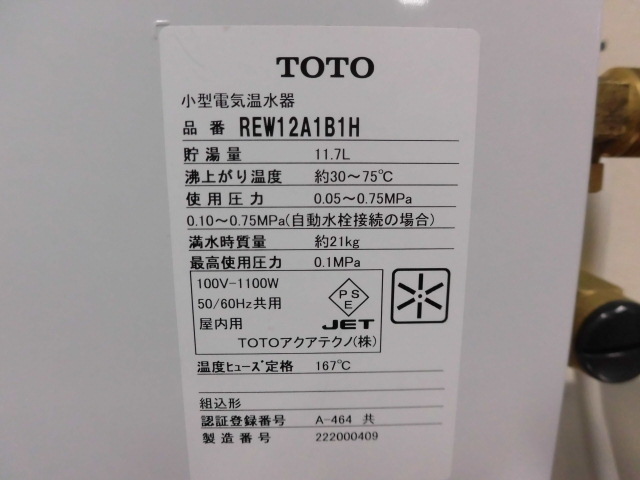 TOTO
小型電気温水器
品番 REW12A1B1H
貯湯量 11.7L
沸上がり温度 約30～75℃
使用圧力 0.05～0.75MPa
0.10～0.75MPa(自動水栓接続の場合)
満水時質量 約21kg
最高使用圧力 0.1MPa
100V-1100W
50/60Hz共用
屋内用
PS
E
JET
TOTOアクアテクノ(株)
温度ﾋｭｰｽﾞ定格 167℃
組込形
認証登録番号 A-464 共
製造番号 222000409